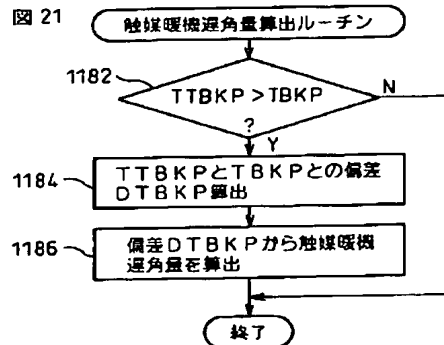 図 21
触媒暖機遅角量算出ルーチン
1182
TTBKP>TBKP
?
N
Y
1184
TTBKPとTBKPとの偏差
DTBKP算出
1186
偏差DTBKPから触媒暖機
遅角量を算出
終了